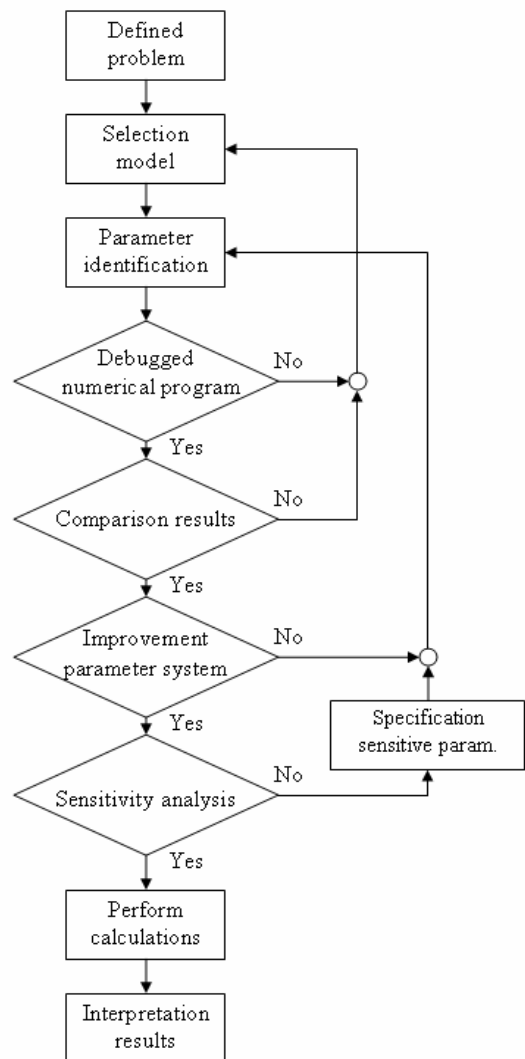 Defined
problem
Selection
model
Parameter
identification
Debugged
numerical program
No
Yes
Comparison results
No
Yes
Improvement
parameter system
No
Yes
Specification
sensitive param.
Sensitivity analysis
No
Yes
Perform
calculations
Interpretation
results